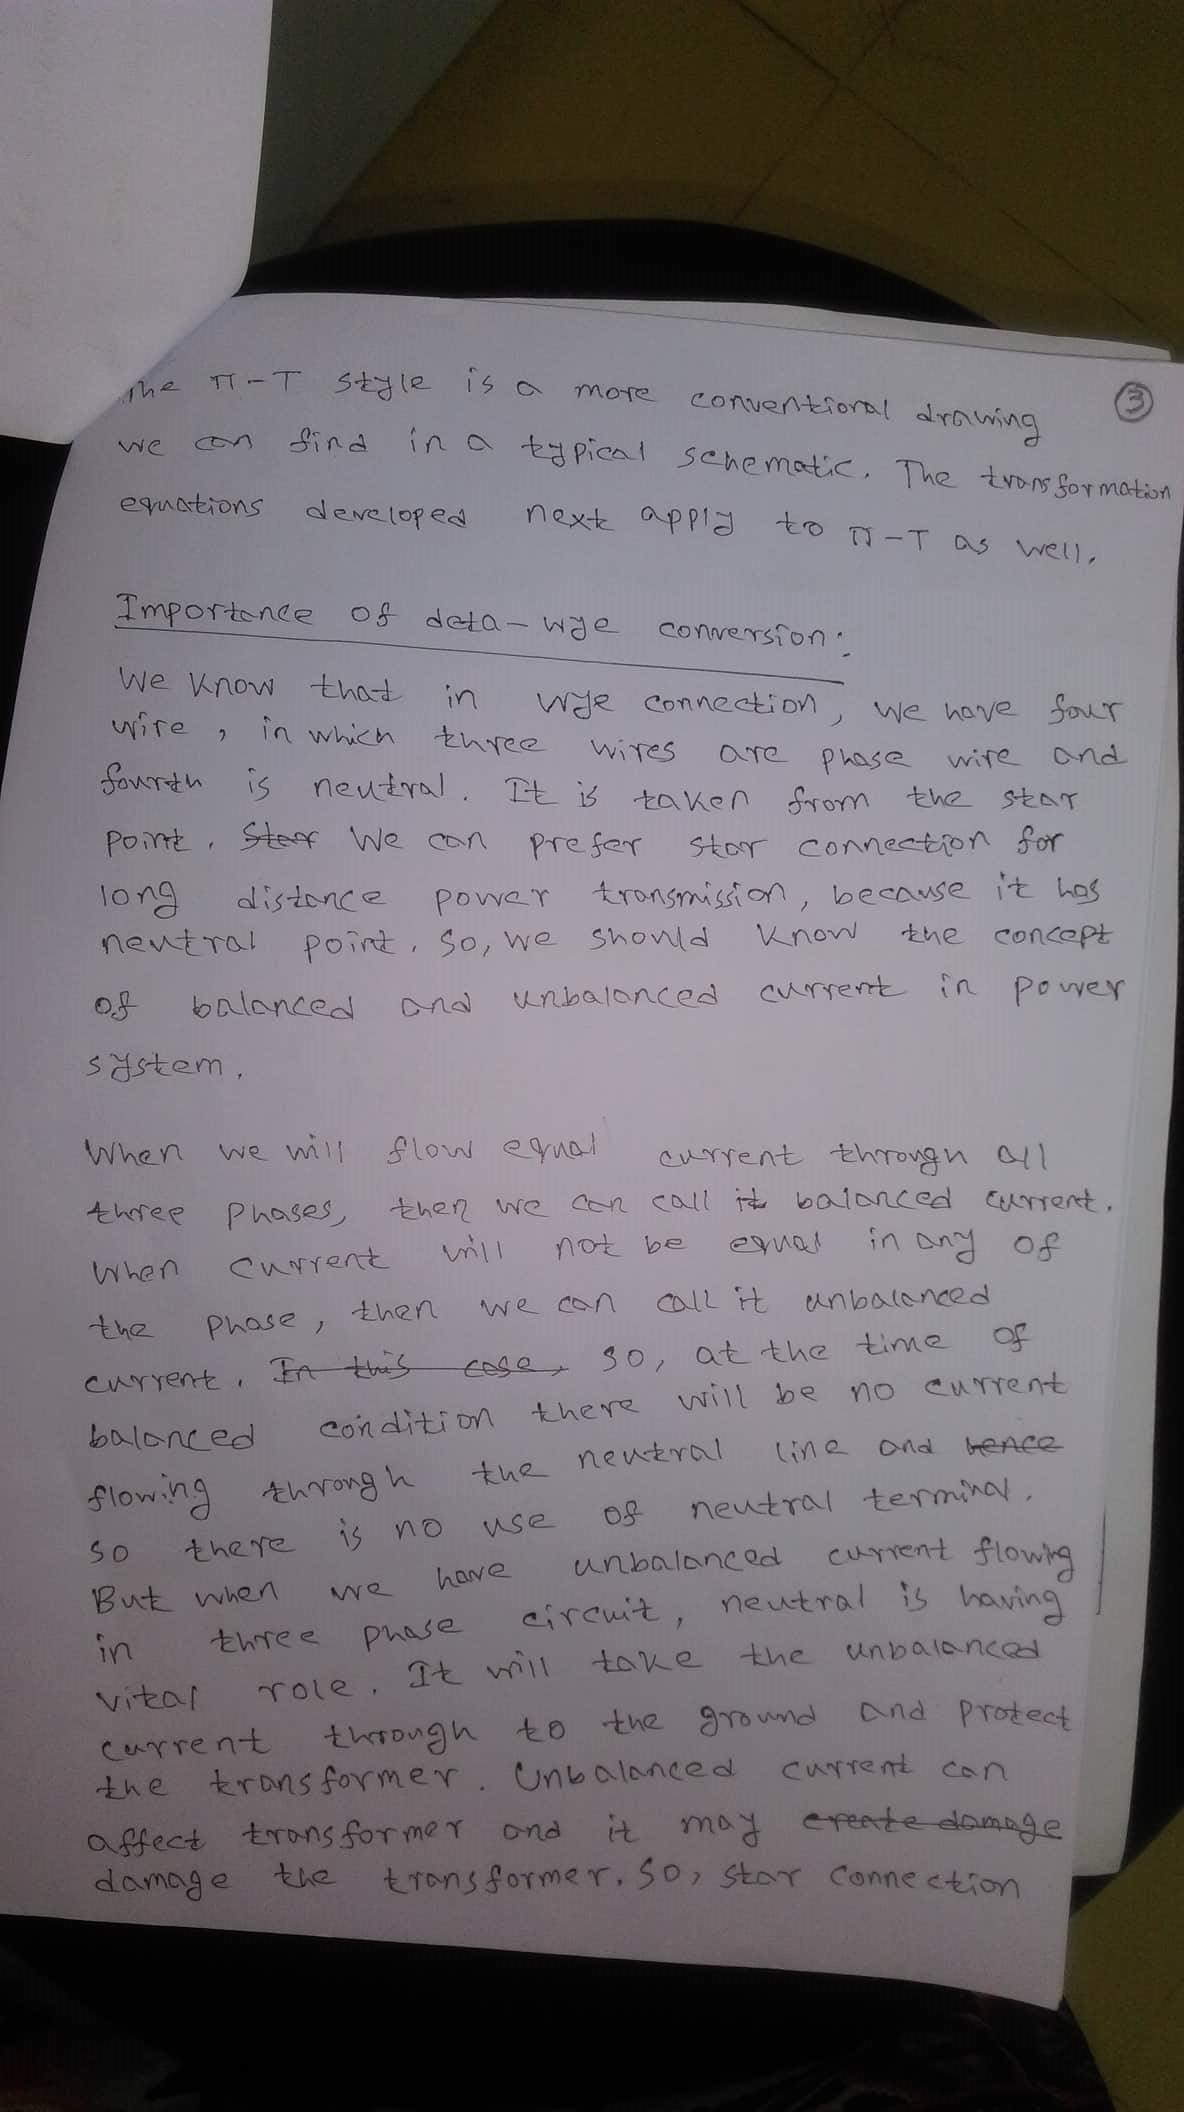 The π-T style is a more conventional drawing ③
we can find in a typical schematic. The transformation
equations developed next apply to π-T as well.
Importance of deta-wye conversion:
We know that in wye connection, we have four
wire, in which three wires are phase wire and
fourth is neutral. It is taken from the star
point. Star We can prefer star connection for
long distance power transmission, because it has
neutral point. So, we should know the concept
of balanced and unbalanced current in power
system.
When we will flow equal current through all
three phases, then we can call it balanced current.
When current will not be equal in any of
the phase, then we can call it unbalanced
current. In this case, so, at the time of
balanced condition there will be no current
flowing through the neutral line and hence
so there is no use of neutral terminal.
But when we have unbalanced current flowing
in three phase circuit, neutral is having
vital role. It will take the unbalanced
current through to the ground and protect
the transformer. Unbalanced current can
affect transformer and it may create damage
damage the transformer. So, star connection